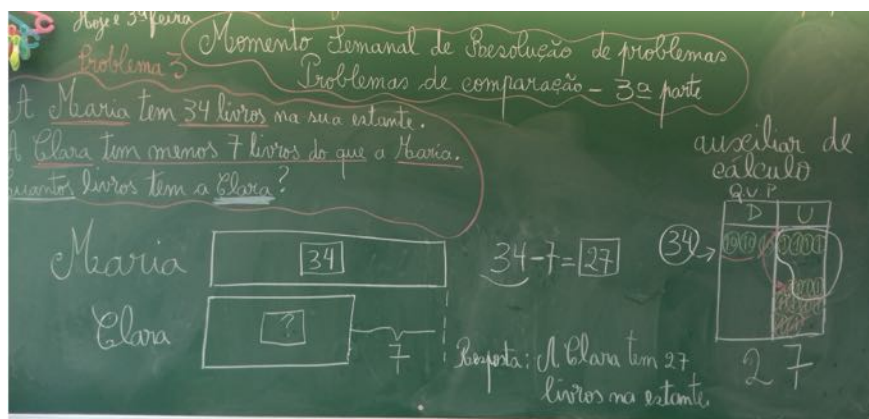 Hoje é 3ª feira
Momento Semanal de Resolução de problemas
Problemas de comparação - 3ª parte
Problema 3
A Maria tem 34 livros na sua estante.
A Clara tem menos 7 livros do que a Maria.
Quantos livros tem a Clara?
auxiliar de
cálculo
Q.V.P
D U
Maria 34
34-7=27
34
Clara ?
7
Resposta: A Clara tem 27
livros na estante.
2 7